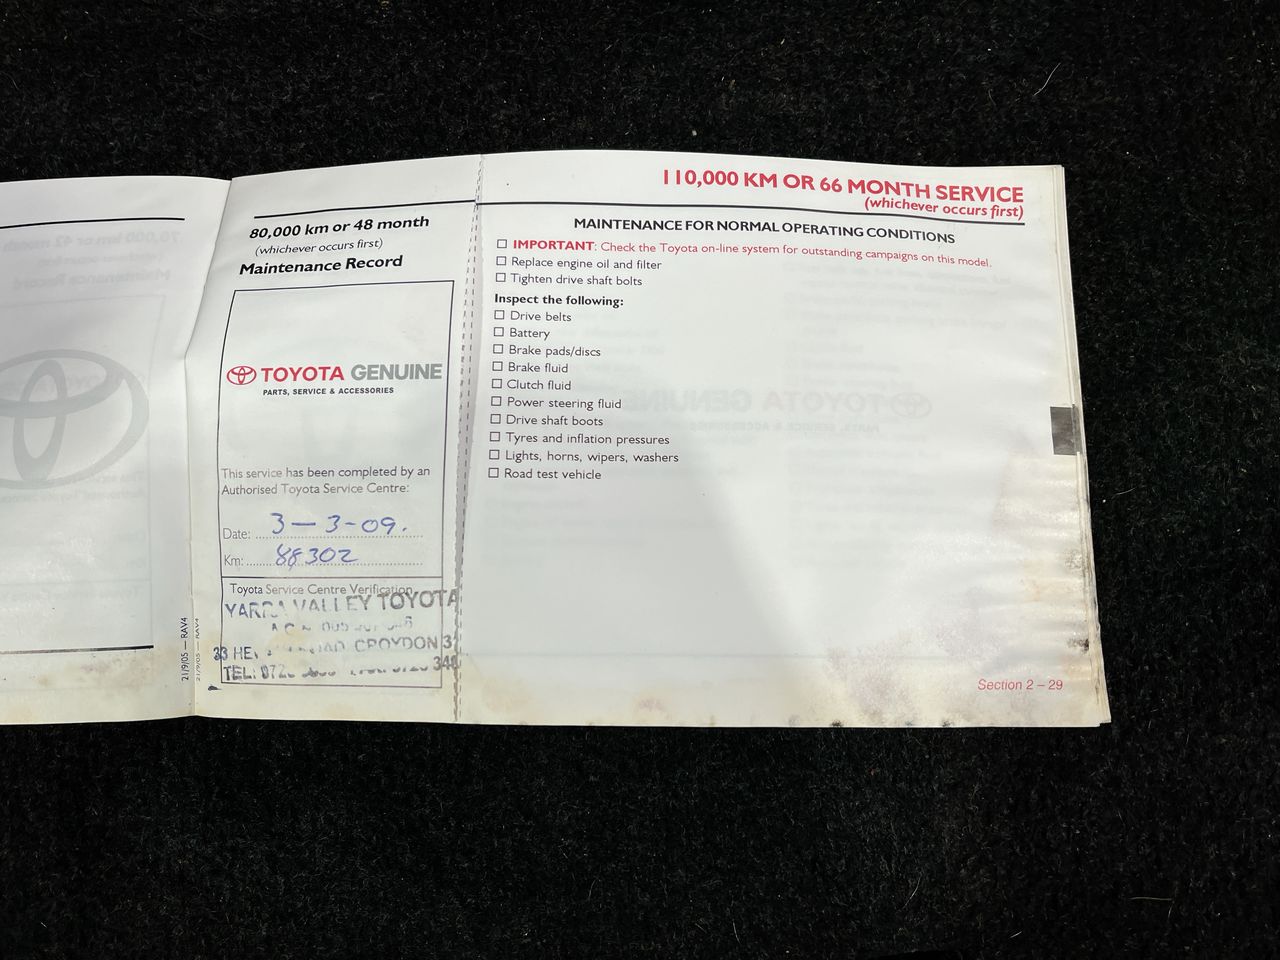 80,000 km or 48 month
(whichever occurs first)
Maintenance Record
TOYOTA GENUINE
PARTS, SERVICE & ACCESSORIES
This service has been completed by an
Authorised Toyota Service Centre:
Date: 3-3-09.
Km: 88302
Toyota Service Centre Verification
YARRA VALLEY TOYOTA
33 CROYDON
TEL:
21/9/05 — RAV4
21/9/05 — RAV4
110,000 KM OR 66 MONTH SERVICE
(whichever occurs first)
MAINTENANCE FOR NORMAL OPERATING CONDITIONS
IMPORTANT: Check the Toyota on-line system for outstanding campaigns on this model.
Replace engine oil and filter
Tighten drive shaft bolts
Inspect the following:
Drive belts
Battery
Brake pads/discs
Brake fluid
Clutch fluid
Power steering fluid
Drive shaft boots
Tyres and inflation pressures
Lights, horns, wipers, washers
Road test vehicle
Section 2 – 29